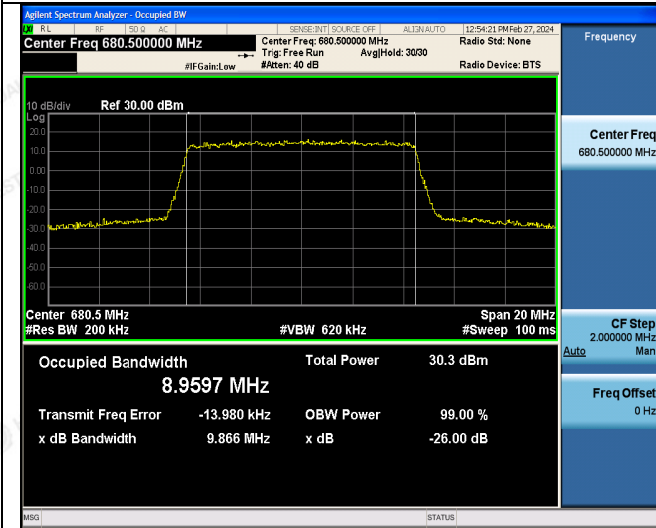 Agilent Spectrum Analyzer - Occupied BW
RL RF 50 Ω AC SENSE:INT SOURCE OFF ALIGN AUTO 12:54:21 PM Feb 27, 2024
Center Freq 680.500000 MHz
Center Freq: 680.500000 MHz
Radio Std: None
Trig: Free Run Avg|Hold: 30/30
#IFGain:Low #Atten: 40 dB Radio Device: BTS
10 dB/div Ref 30.00 dBm
Log
20.0
10.0
0.00
-10.0
-20.0
-30.0
-40.0
-50.0
-60.0
Center 680.5 MHz Span 20 MHz
#Res BW 200 kHz #VBW 620 kHz #Sweep 100 ms
Occupied Bandwidth Total Power 30.3 dBm
8.9597 MHz
Transmit Freq Error -13.980 kHz OBW Power 99.00 %
x dB Bandwidth 9.866 MHz x dB -26.00 dB
MSG STATUS
Frequency
Center Freq
680.500000 MHz
CF Step
2.000000 MHz
Auto Man
Freq Offset
0 Hz